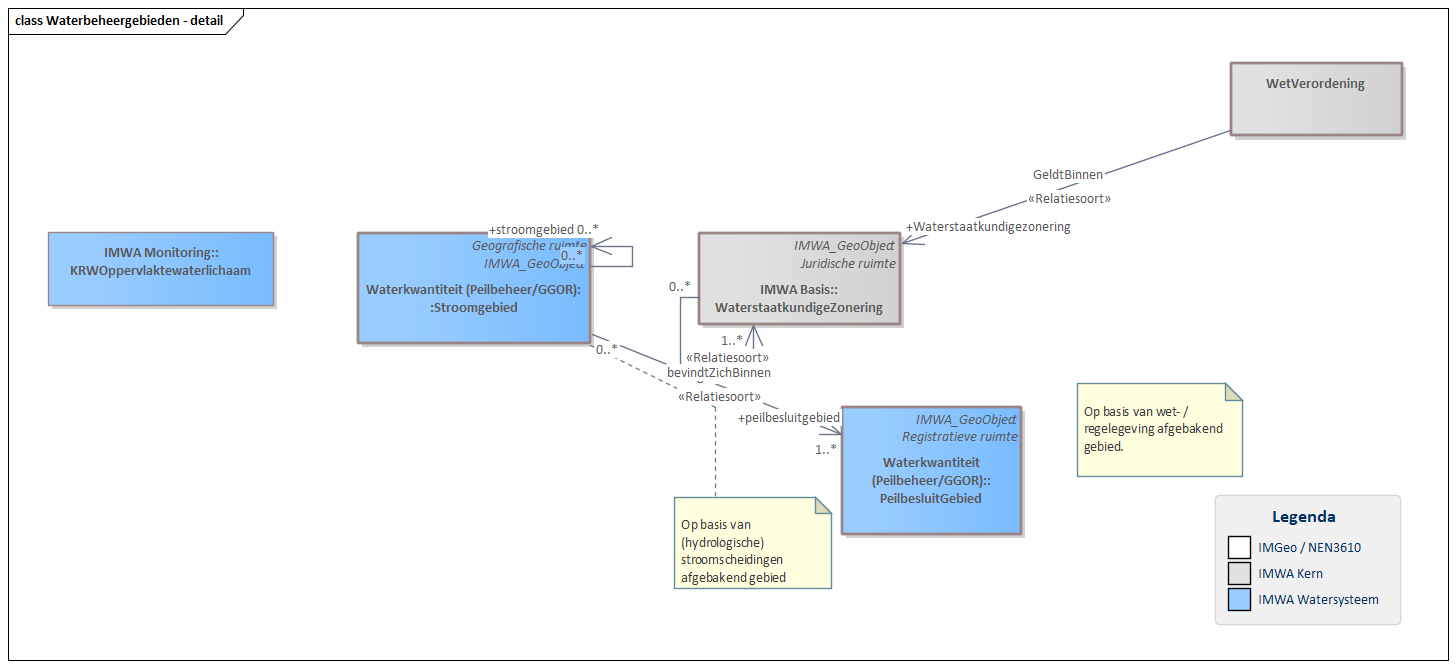 class Waterbeheergebieden - detail
WetVerordening
GeldtBinnen
«Relatiesoort»
+Waterstaatkundigezonering
IMWA Monitoring::
KRWOppervlaktewaterlichaam
+stroomgebied 0..*
Geografische ruimte
0..*
IMWA_GeoObject
Waterkwantiteit (Peilbeheer/GGOR):
:Stroomgebied
IMWA_GeoObject
Juridische ruimte
IMWA Basis::
WaterstaatkundigeZonering
0..*
1..*
«Relatiesoort»
bevindtZichBinnen
0..*
«Relatiesoort»
+peilbesluitgebied
1..*
IMWA_GeoObject
Registratieve ruimte
Waterkwantiteit
(Peilbeheer/GGOR)::
PeilbesluitGebied
Op basis van wet- /
regelegeving afgebakend
gebied.
Op basis van
(hydrologische)
stroomscheidingen
afgebakend gebied
Legenda
IMGeo / NEN3610
IMWA Kern
IMWA Watersysteem